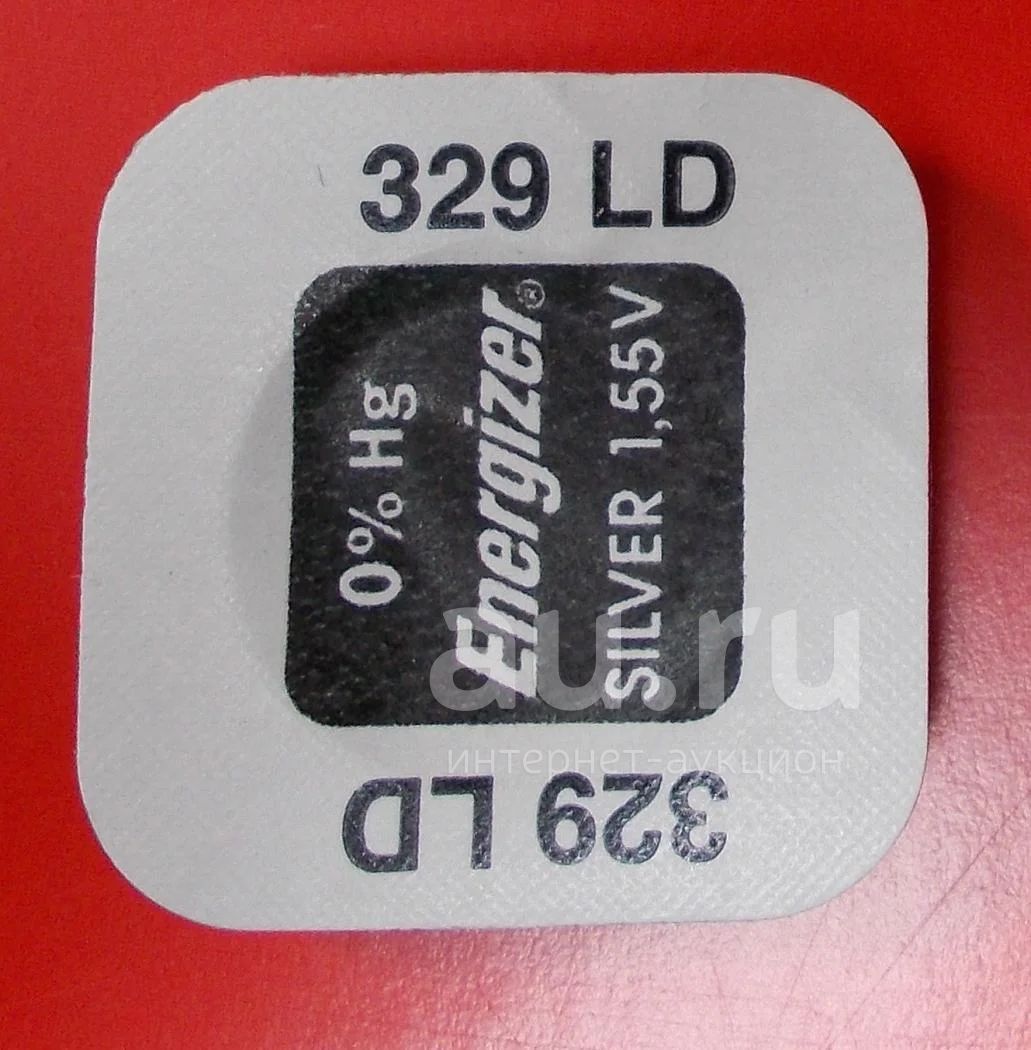 329 LD
0% Hg
Energizer®
SILVER 1,55V
au.ru
интернет-аукцион
329 LD